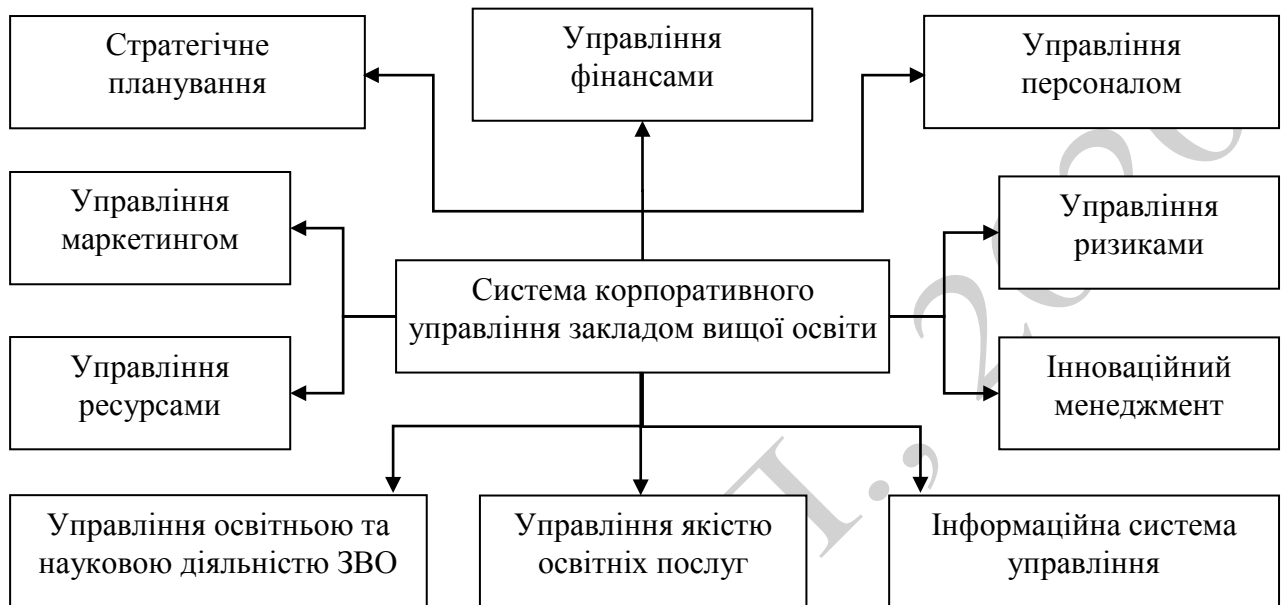 Стратегічне
планування
Управління
фінансами
Управління
персоналом
Управління
маркетингом
Управління
ризиками
Система корпоративного
управління закладом вищої освіти
Управління
ресурсами
Інноваційний
менеджмент
Управління освітньою та
науковою діяльністю ЗВО
Управління якістю
освітніх послуг
Інформаційна система
управління